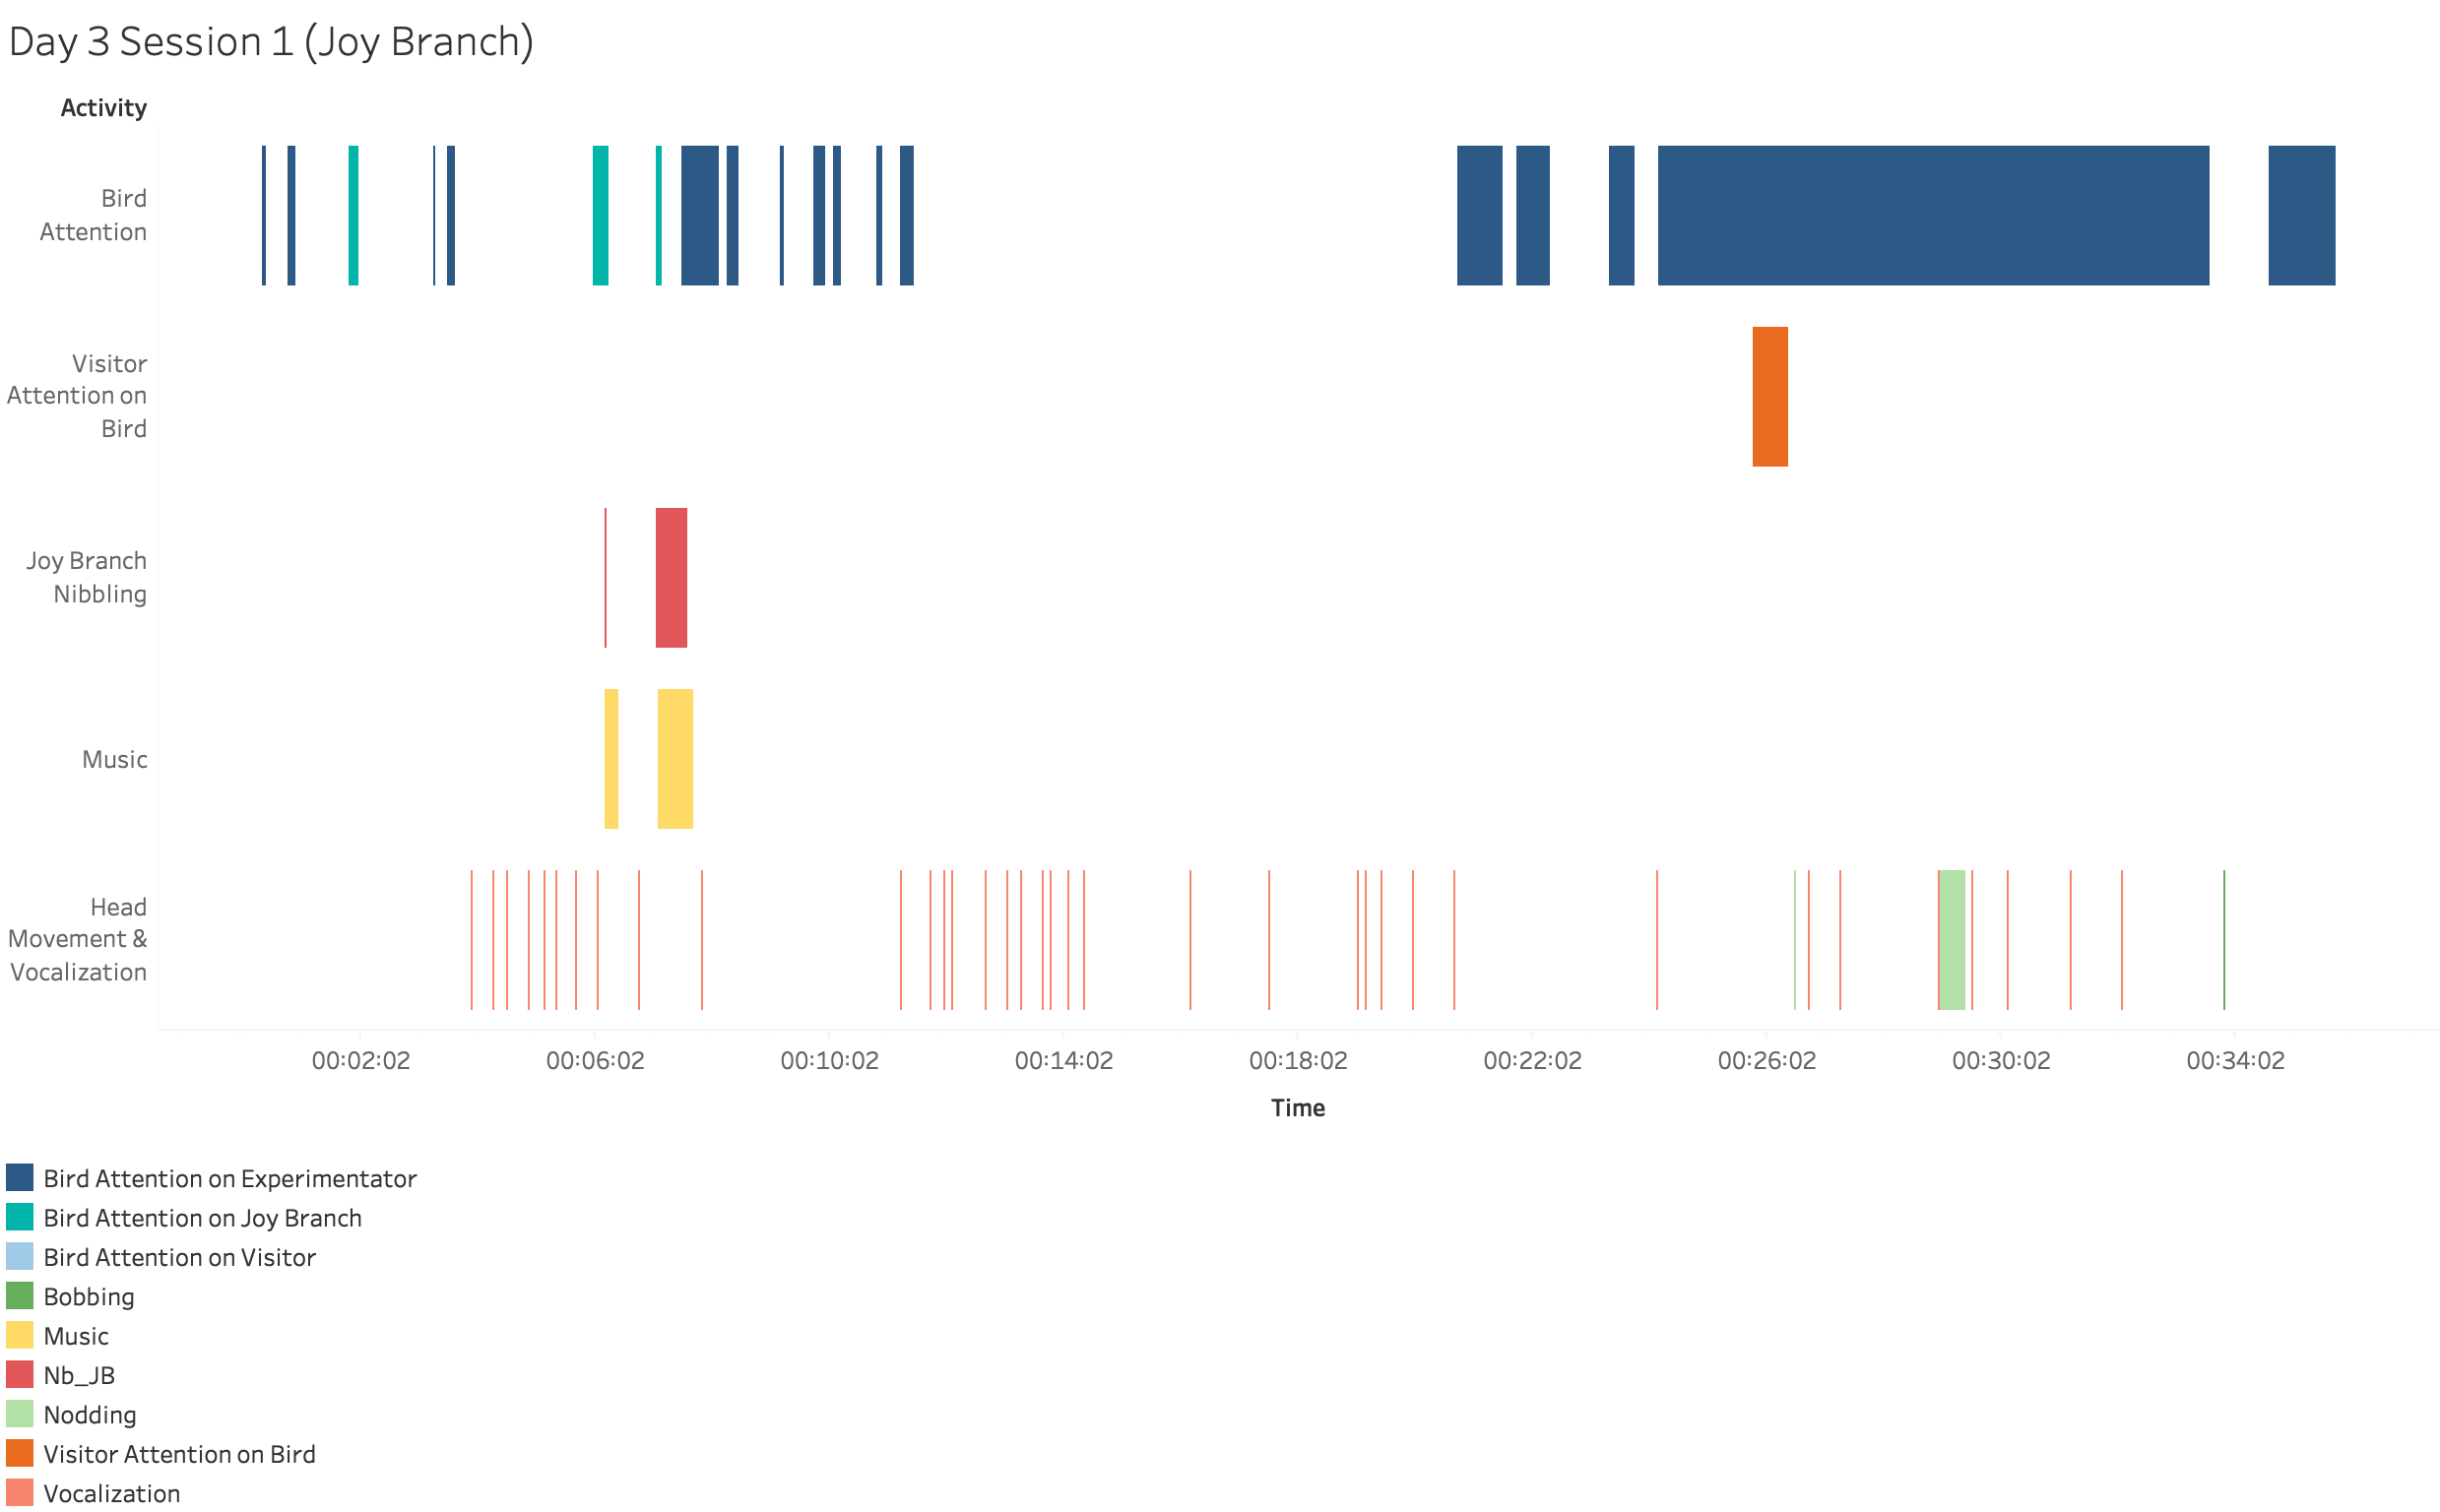 Day 3 Session 1 (Joy Branch)
Activity
Bird
Attention
Visitor
Attention on
Bird
Joy Branch
Nibbling
Music
Head
Movement &
Vocalization
00:02:02 00:06:02 00:10:02 00:14:02 00:18:02 00:22:02 00:26:02 00:30:02 00:34:02
Time
Bird Attention on Experimentator
Bird Attention on Joy Branch
Bird Attention on Visitor
Bobbing
Music
Nb_JB
Nodding
Visitor Attention on Bird
Vocalization